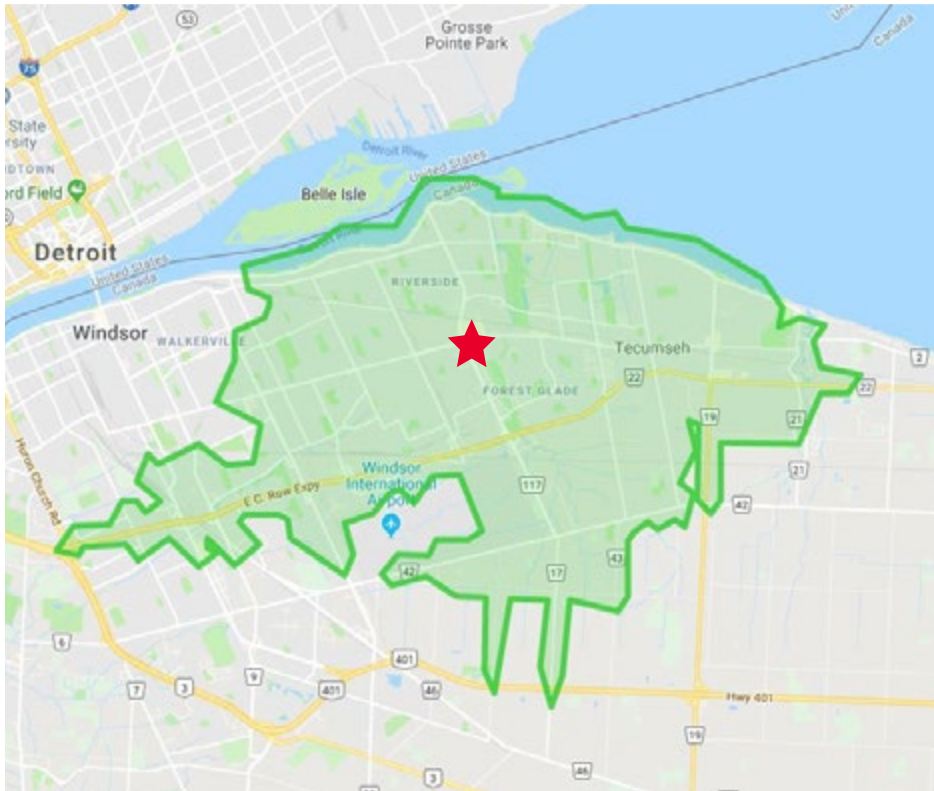 53
Grosse
Pointe Park
Canada
75
State
rsity
Detroit River
United States
Canada
ord Field
Belle Isle
Detroit
United States
Canada
RIVERSIDE
Windsor
WALKERVILLE
Tecumseh
2
22
22
FOREST GLADE
19
21
Huron Church Rd
Windsor
International
Airport
21
E.C. Row Expy
117
42
42
17
43
6
401
9
7
3
401
46
Hwy 401
19
46
3